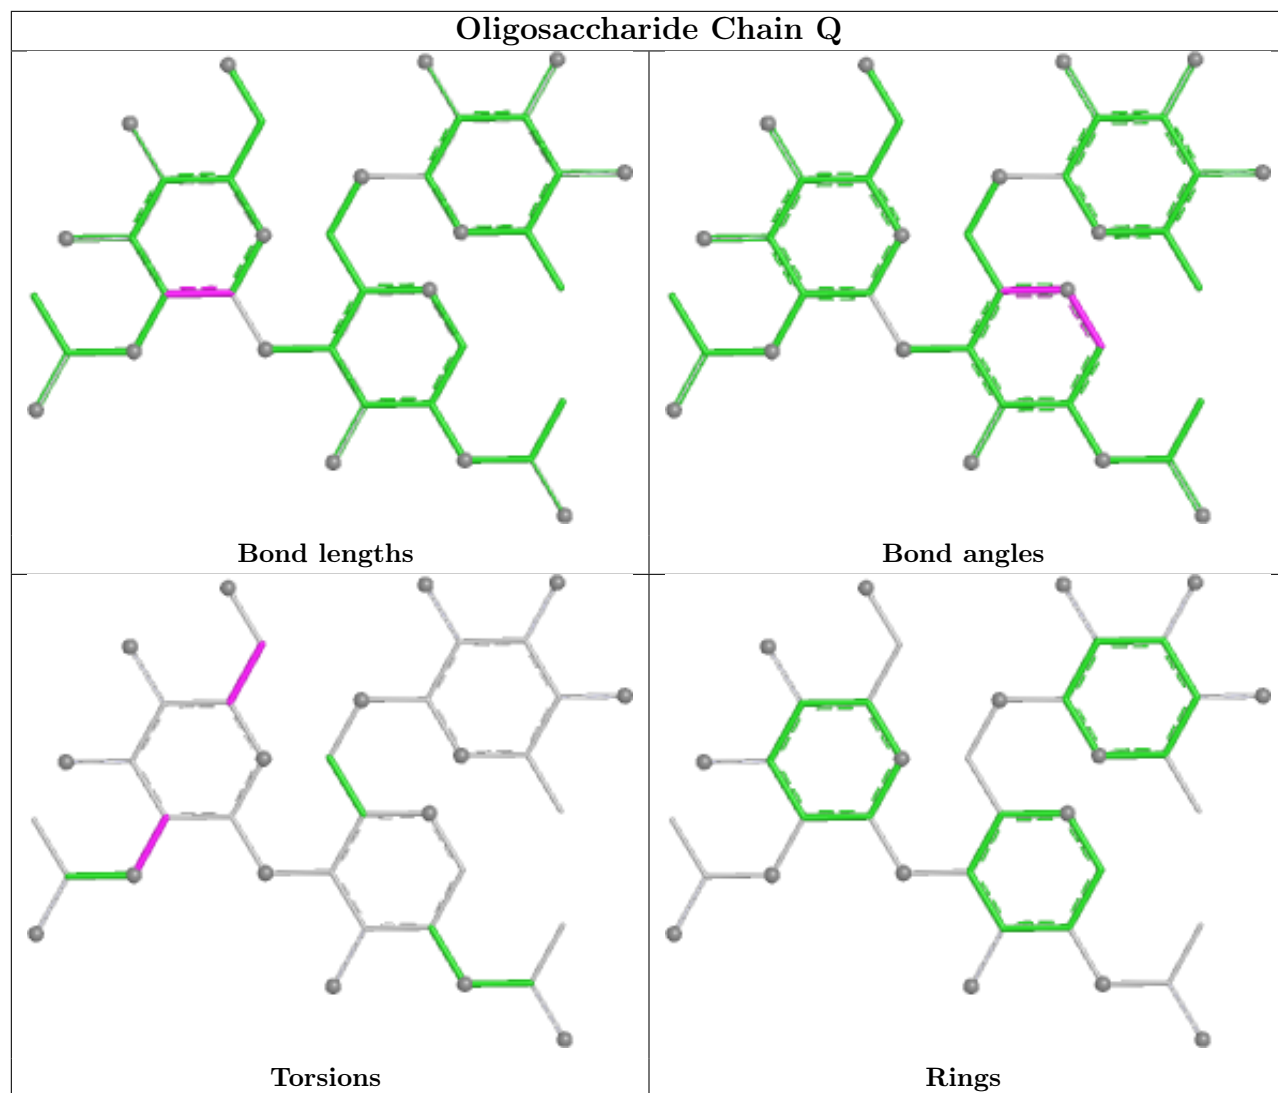 Oligosaccharide Chain Q
Bond lengths
Bond angles
Torsions
Rings